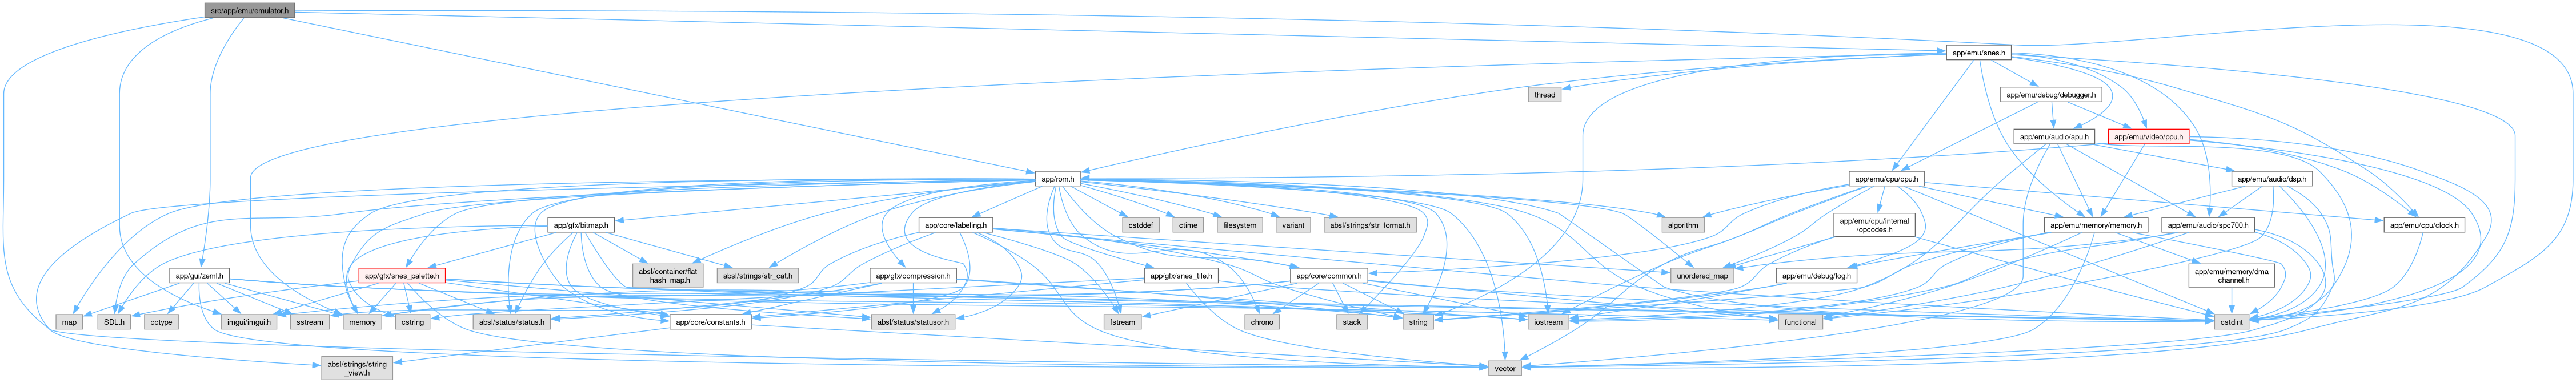 src/app/emu/emulator.h
app/emu/snes.h
thread
app/emu/debug/debugger.h
app/emu/audio/apu.h
app/emu/video/ppu.h
app/rom.h
app/emu/cpu/cpu.h
app/emu/audio/dsp.h
app/gfx/bitmap.h
app/core/labeling.h
cstddef
ctime
filesystem
variant
absl/strings/str_format.h
algorithm
app/emu/cpu/internal
/opcodes.h
app/emu/memory/memory.h
app/emu/audio/spc700.h
app/emu/cpu/clock.h
app/gui/zeml.h
app/gfx/snes_palette.h
absl/container/flat
_hash_map.h
absl/strings/str_cat.h
app/gfx/compression.h
app/gfx/snes_tile.h
app/core/common.h
unordered_map
app/emu/debug/log.h
app/emu/memory/dma
_channel.h
map
SDL.h
cctype
imgui/imgui.h
sstream
memory
cstring
absl/status/status.h
app/core/constants.h
absl/status/statusor.h
fstream
chrono
stack
string
iostream
functional
cstdint
absl/strings/string
_view.h
vector